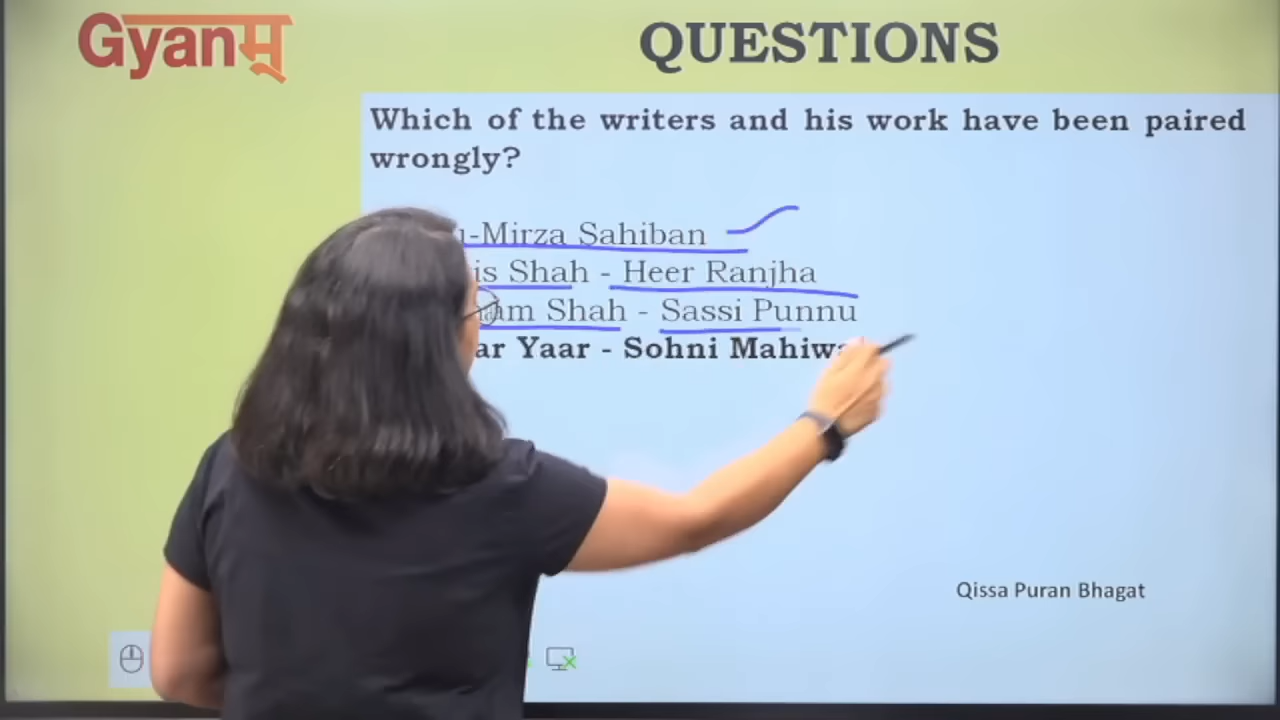 Gyanम्
QUESTIONS
Which of the writers and his work have been paired
wrongly?
-Mirza Sahiban
Shah - Heer Ranjha
Shah - Sassi Punnu
Yaar - Sohni
Qissa Puran Bhagat